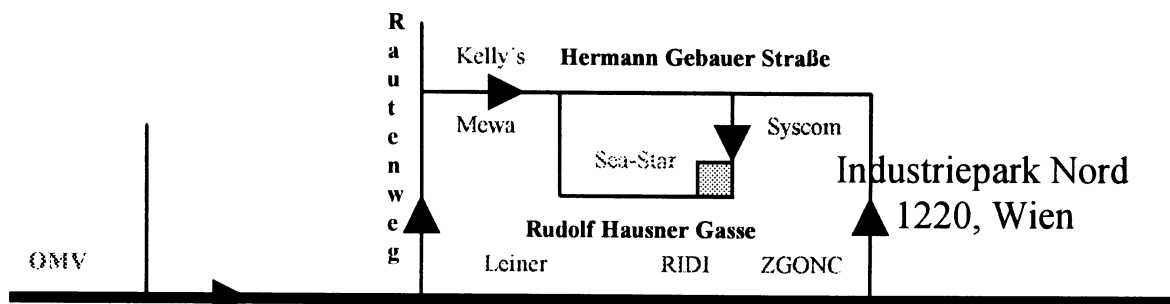 Rautenweg
Kelly´s
Hermann Gebauer Straße
Mewa
Syscom
Sea-Star
Industriepark Nord
1220, Wien
Rudolf Hausner Gasse
OMV
Leiner
RIDI
ZGONC